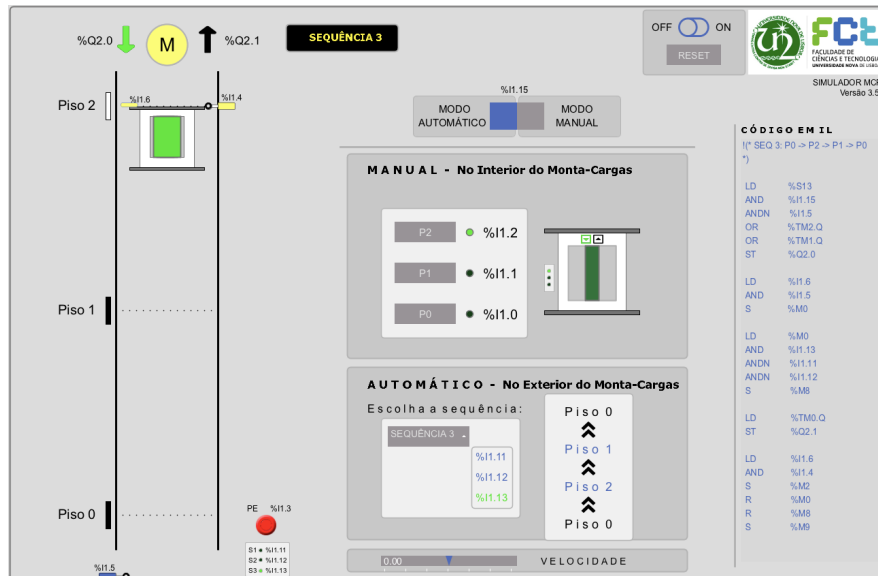 %Q2.0
M
%Q2.1
SEQUÊNCIA 3
OFF
ON
RESET
FCt
FACULDADE DE
CIÊNCIAS E TECNOLOGIA
UNIVERSIDADE NOVA DE LISBOA
SIMULADOR MCP
Versão 3.5
Piso 2
%I1.6
%I1.4
Piso 1
Piso 0
%I1.5
PE %I1.3
S1 %I1.11
S2 %I1.12
S3 %I1.13
%I1.15
MODO
AUTOMÁTICO
MODO
MANUAL
MANUAL - No Interior do Monta-Cargas
P2 %I1.2
P1 %I1.1
P0 %I1.0
AUTOMÁTICO - No Exterior do Monta-Cargas
Escolha a sequência:
SEQUÊNCIA 3
%I1.11
%I1.12
%I1.13
Piso 0
Piso 1
Piso 2
Piso 0
0.00
VELOCIDADE
CÓDIGO EM IL
!(* SEQ 3: P0 -> P2 -> P1 -> P0
*)
LD %S13
AND %I1.15
ANDN %I1.5
OR %TM2.Q
OR %TM1.Q
ST %Q2.0
LD %I1.6
AND %I1.5
S %M0
LD %M0
AND %I1.13
ANDN %I1.11
ANDN %I1.12
S %M8
LD %TM0.Q
ST %Q2.1
LD %I1.6
AND %I1.4
S %M2
R %M0
R %M8
S %M9